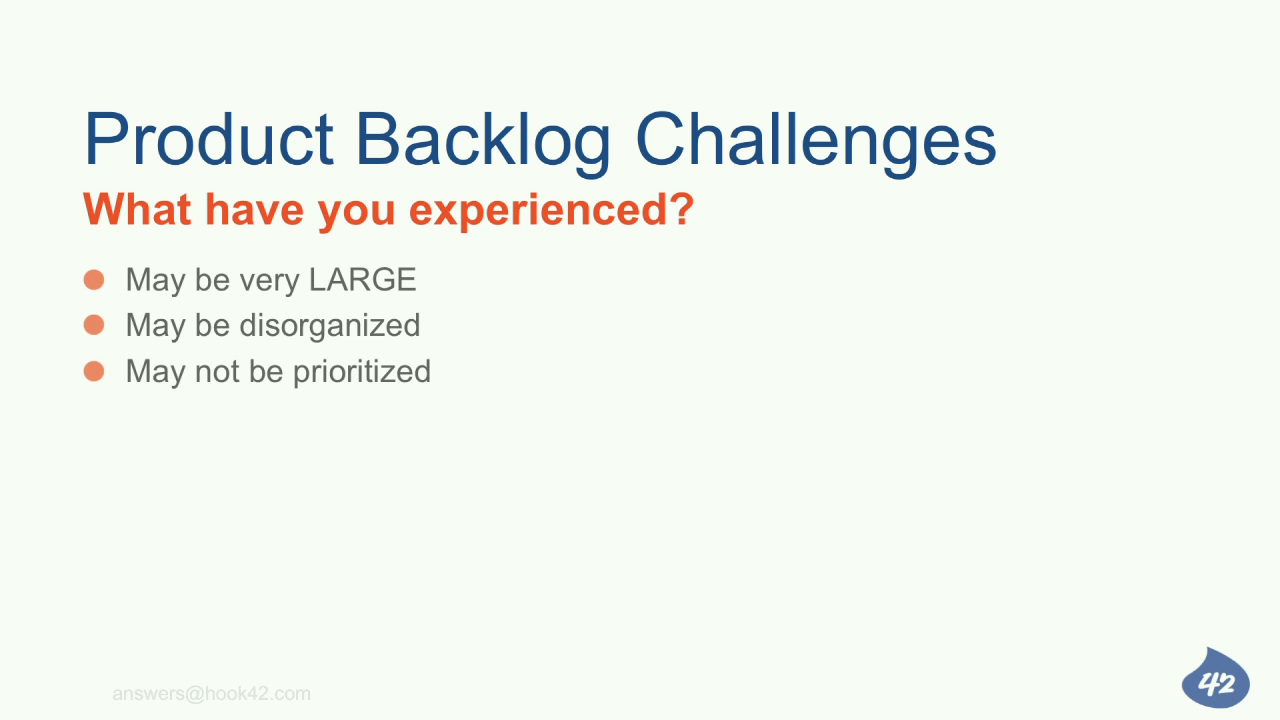 Product Backlog Challenges
What have you experienced?
May be very LARGE
May be disorganized
May not be prioritized
answers@hook42.com
42